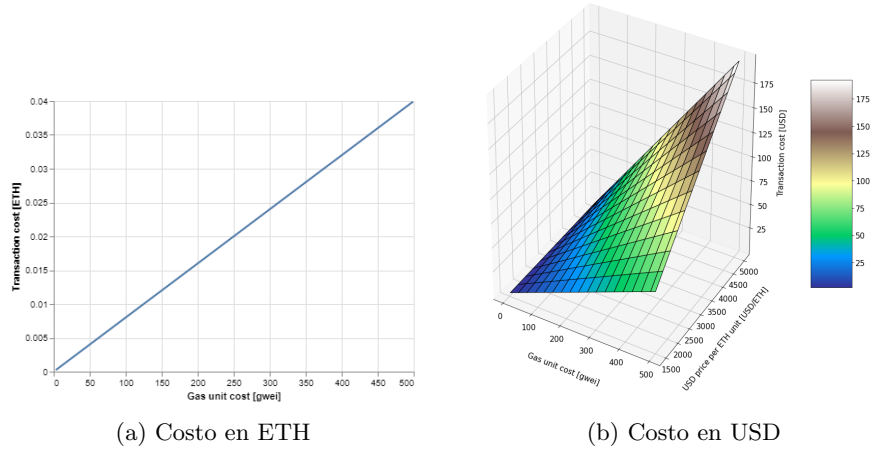 0.04
0.035
0.03
0.025
0.02
0.015
0.01
0.005
0
Transaction cost [ETH]
0 50 100 150 200 250 300 350 400 450 500
Gas unit cost [gwei]
(a) Costo en ETH
175
150
125
100
75
50
25
Transaction cost [USD]
0 100 200 300 400 500
Gas unit cost [gwei]
1500 2000 2500 3000 3500 4000 4500 5000
USD price per ETH unit [USD/ETH]
175
150
125
100
75
50
25
(b) Costo en USD